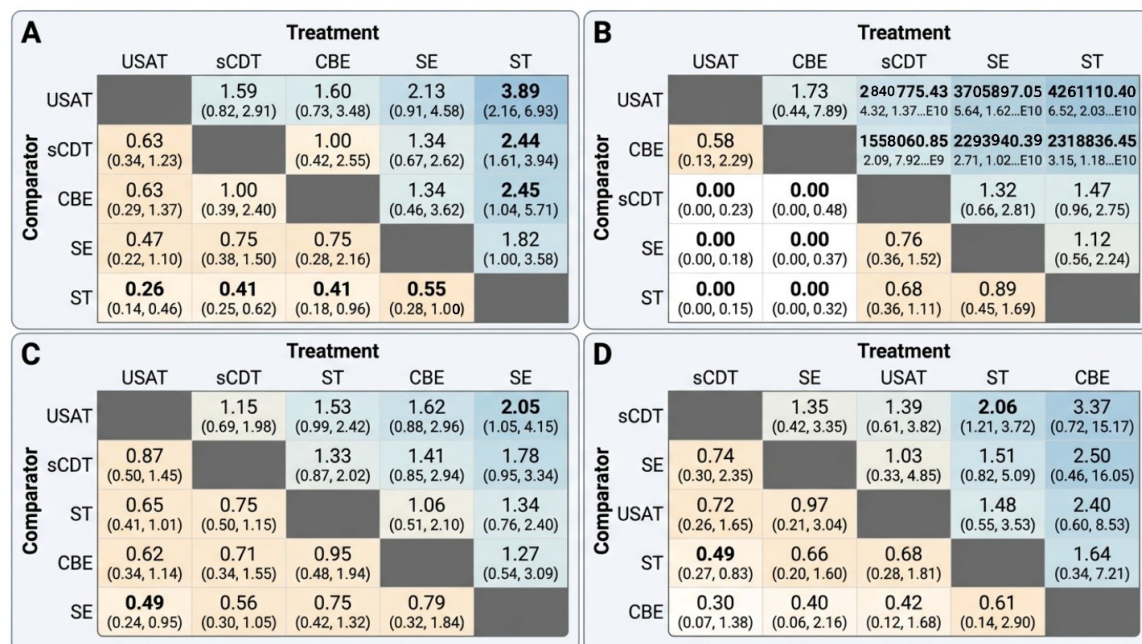 A
Treatment
USAT sCDT CBE SE ST
Comparator
USAT 1.59 1.60 2.13 3.89
(0.82, 2.91) (0.73, 3.48) (0.91, 4.58) (2.16, 6.93)
sCDT 0.63 1.00 1.34 2.44
(0.34, 1.23) (0.42, 2.55) (0.67, 2.62) (1.61, 3.94)
CBE 0.63 1.00 1.34 2.45
(0.29, 1.37) (0.39, 2.40) (0.46, 3.62) (1.04, 5.71)
SE 0.47 0.75 0.75 1.82
(0.22, 1.10) (0.38, 1.50) (0.28, 2.16) (1.00, 3.58)
ST 0.26 0.41 0.41 0.55
(0.14, 0.46) (0.25, 0.62) (0.18, 0.96) (0.28, 1.00)
B
Treatment
USAT CBE sCDT SE ST
Comparator
USAT 1.73 2840775.43 3705897.05 4261110.40
(0.44, 7.89) 4.32, 1.37...E10 5.64, 1.62...E10 6.52, 2.03...E10
CBE 0.58 1558060.85 2293940.39 2318836.45
(0.13, 2.29) 2.09, 7.92...E9 2.71, 1.02...E10 3.15, 1.18...E10
sCDT 0.00 0.00 1.32 1.47
(0.00, 0.23) (0.00, 0.48) (0.66, 2.81) (0.96, 2.75)
SE 0.00 0.00 0.76 1.12
(0.00, 0.18) (0.00, 0.37) (0.36, 1.52) (0.56, 2.24)
ST 0.00 0.00 0.68 0.89
(0.00, 0.15) (0.00, 0.32) (0.36, 1.11) (0.45, 1.69)
C
Treatment
USAT sCDT ST CBE SE
Comparator
USAT 1.15 1.53 1.62 2.05
(0.69, 1.98) (0.99, 2.42) (0.88, 2.96) (1.05, 4.15)
sCDT 0.87 1.33 1.41 1.78
(0.50, 1.45) (0.87, 2.02) (0.85, 2.94) (0.95, 3.34)
ST 0.65 0.75 1.06 1.34
(0.41, 1.01) (0.50, 1.15) (0.51, 2.10) (0.76, 2.40)
CBE 0.62 0.71 0.95 1.27
(0.34, 1.14) (0.34, 1.55) (0.48, 1.94) (0.54, 3.09)
SE 0.49 0.56 0.75 0.79
(0.24, 0.95) (0.30, 1.05) (0.42, 1.32) (0.32, 1.84)
D
Treatment
sCDT SE USAT ST CBE
Comparator
sCDT 1.35 1.39 2.06 3.37
(0.42, 3.35) (0.61, 3.82) (1.21, 3.72) (0.72, 15.17)
SE 0.74 1.03 1.51 2.50
(0.30, 2.35) (0.33, 4.85) (0.82, 5.09) (0.46, 16.05)
USAT 0.72 0.97 1.48 2.40
(0.26, 1.65) (0.21, 3.04) (0.55, 3.53) (0.60, 8.53)
ST 0.49 0.66 0.68 1.64
(0.27, 0.83) (0.20, 1.60) (0.28, 1.81) (0.34, 7.21)
CBE 0.30 0.40 0.42 0.61
(0.07, 1.38) (0.06, 2.16) (0.12, 1.68) (0.14, 2.90)